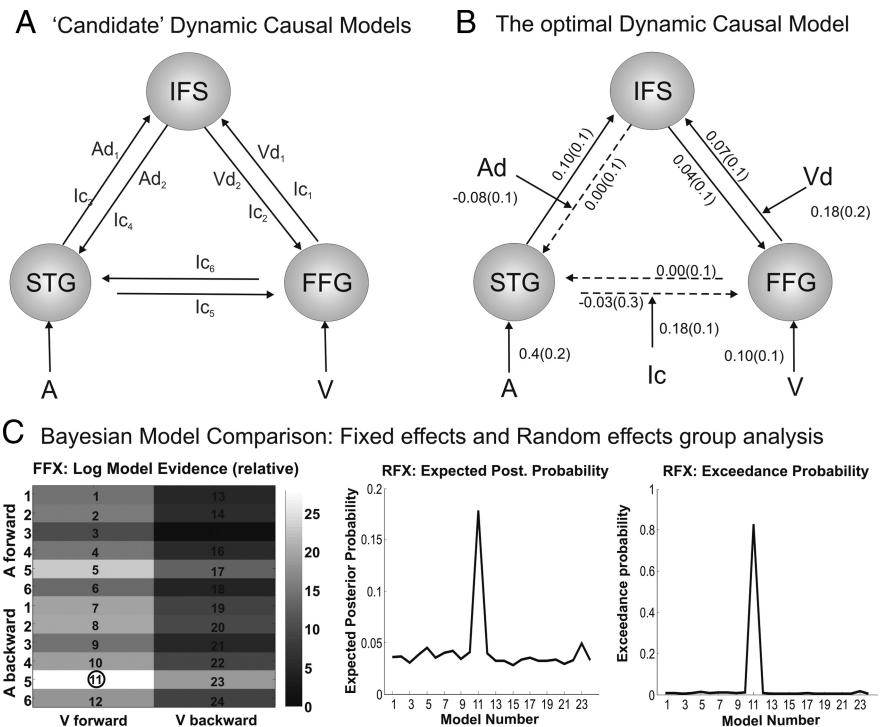 A 'Candidate' Dynamic Causal Models
IFS
Ad1
Vd1
Ad2
Vd2
Ic3
Ic1
Ic4
Ic2
STG
Ic6
FFG
Ic5
A
V
B The optimal Dynamic Causal Model
IFS
0.10(0.1)
0.07(0.1)
Ad
0.00(0.1)
0.04(0.1)
Vd
-0.08(0.1)
0.18(0.2)
STG
0.00(0.1)
FFG
-0.03(0.3)
0.18(0.1)
0.4(0.2)
0.10(0.1)
A
Ic
V
C Bayesian Model Comparison: Fixed effects and Random effects group analysis
FFX: Log Model Evidence (relative)
A forward
A backward
1 1 13
2 2 14
3 3
4 4 16
5 5 17
6 6 18
1 7 19
2 8 20
3 9 21
4 10 22
5 11 23
6 12 24
V forward V backward
25
20
15
10
5
0
RFX: Expected Post. Probability
Expected Posterior Probability
0.2
0.15
0.1
0.05
0
1 3 5 7 9 11 13 15 17 19 21 23
Model Number
RFX: Exceedance Probability
Exceedance probability
1
0.8
0.6
0.4
0.2
0
1 3 5 7 9 11 13 15 17 19 21 23
Model Number